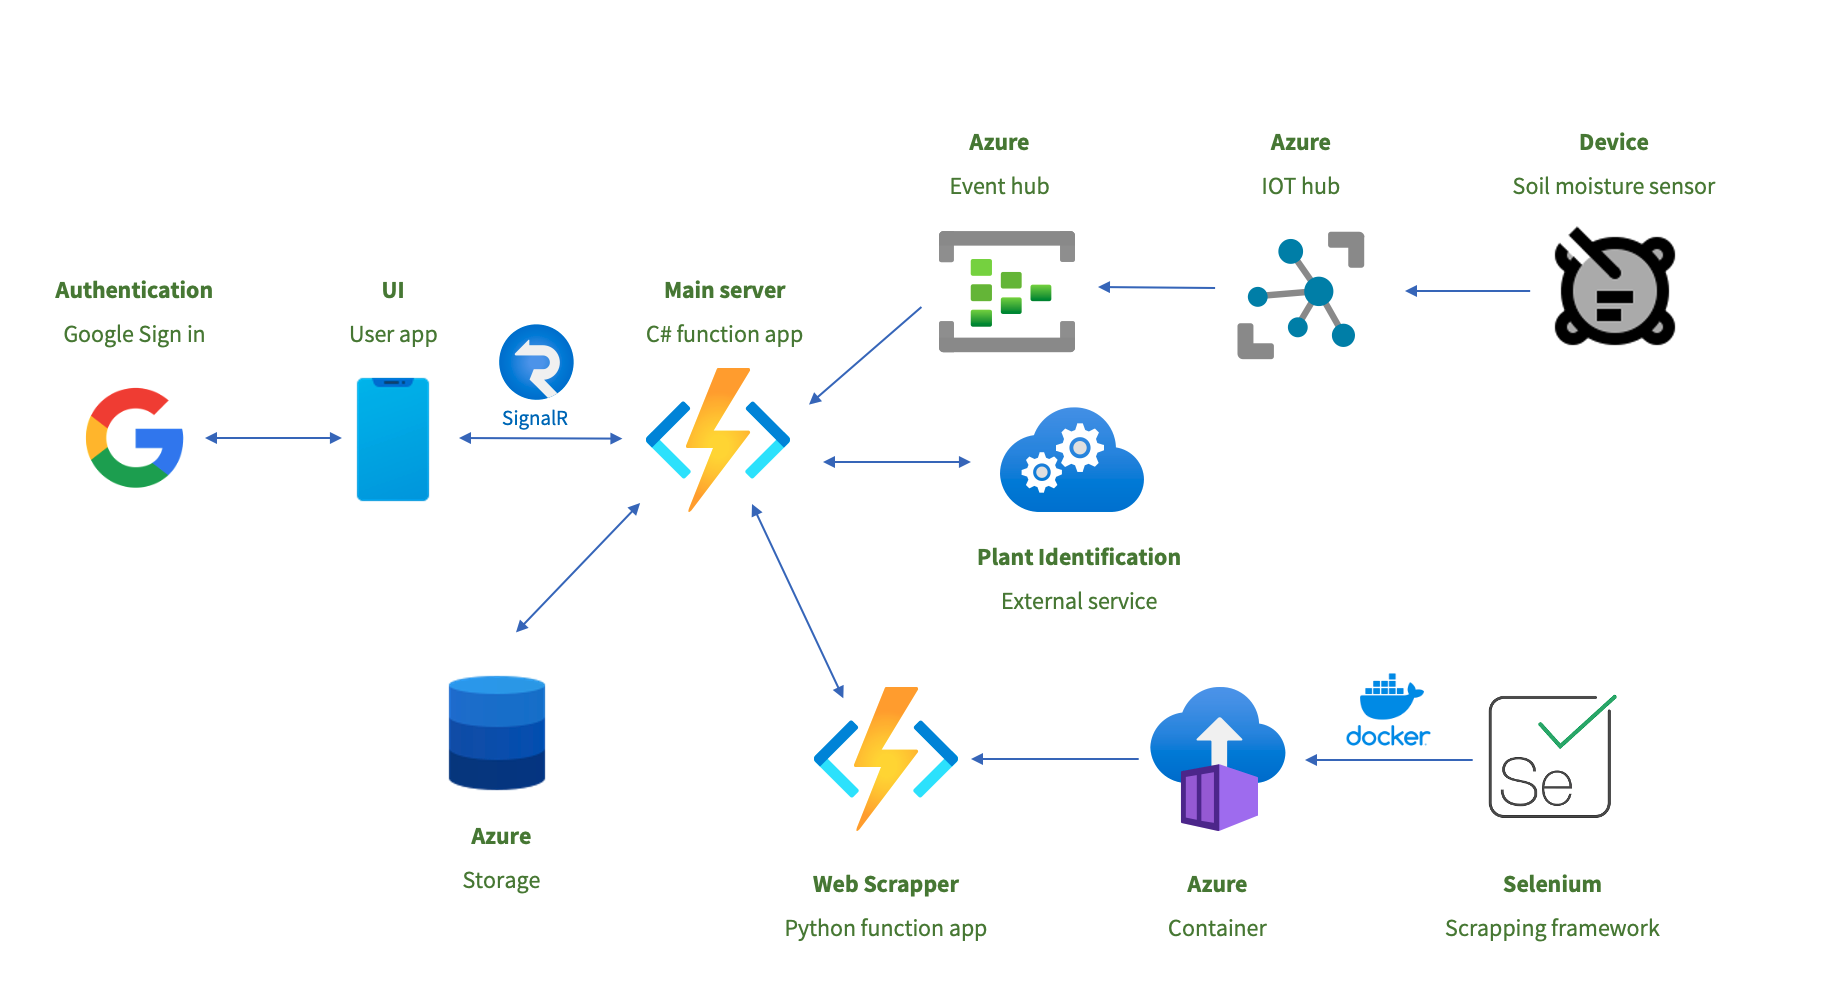 Azure
Event hub
Azure
IOT hub
Device
Soil moisture sensor
Authentication
Google Sign in
UI
User app
SignalR
Main server
C# function app
Plant Identification
External service
Azure
Storage
Web Scrapper
Python function app
Azure
Container
docker
Se
Selenium
Scrapping framework